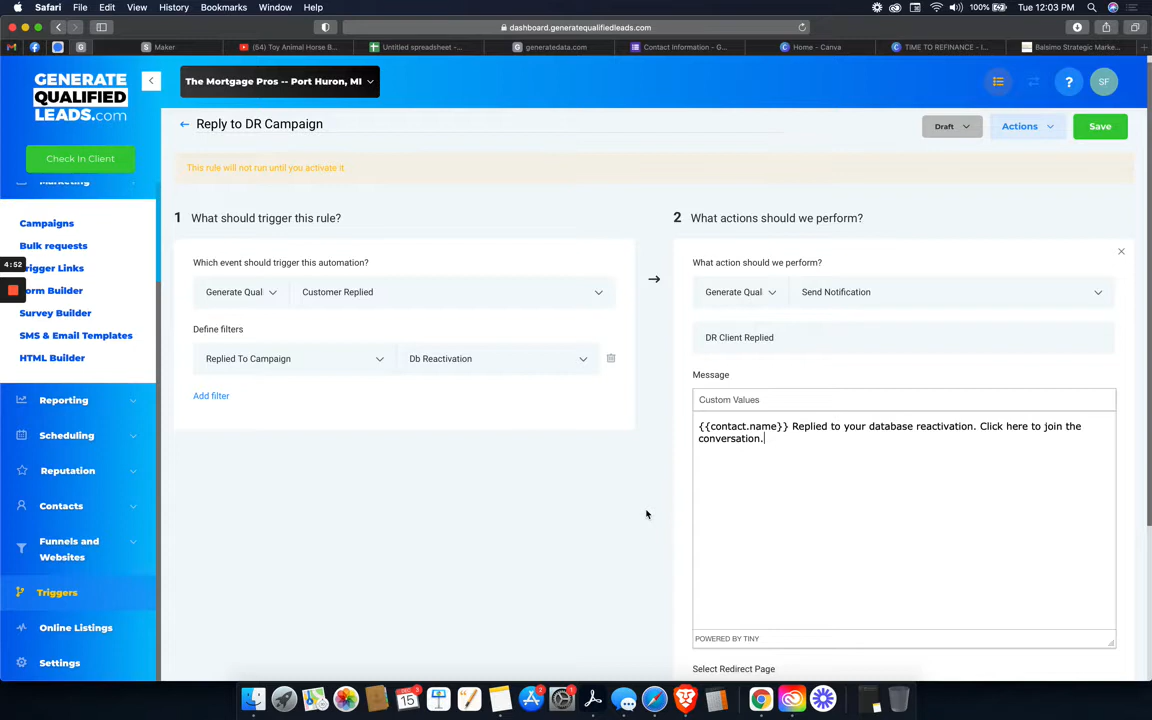 Safari File Edit View History Bookmarks Window Help
100% Tue 12:03 PM
dashboard.generatequalifiedleads.com
Maker
(64) Toy Animal Horse B...
Untitled spreadsheet -...
generatedata.com
Contact Information - G...
Home - Canva
TIME TO REFINANCE - I...
Balsimo Strategic Marke...
GENERATE
QUALIFIED
LEADS.com
The Mortgage Pros -- Port Huron, MI
?
SF
Check In Client
Reply to DR Campaign
Draft
Actions
Save
Marketing
This rule will not run until you activate it
Campaigns
Bulk requests
4:52
Trigger Links
Form Builder
Survey Builder
SMS & Email Templates
HTML Builder
Reporting
Scheduling
Reputation
Contacts
Funnels and
Websites
Triggers
Online Listings
Settings
1 What should trigger this rule?
Which event should trigger this automation?
Generate Qual
Customer Replied
Define filters
Replied To Campaign
Db Reactivation
Add filter
2 What actions should we perform?
What action should we perform?
Generate Qual
Send Notification
DR Client Replied
Message
Custom Values
{{contact.name}} Replied to your database reactivation. Click here to join the
conversation.
POWERED BY TINY
Select Redirect Page